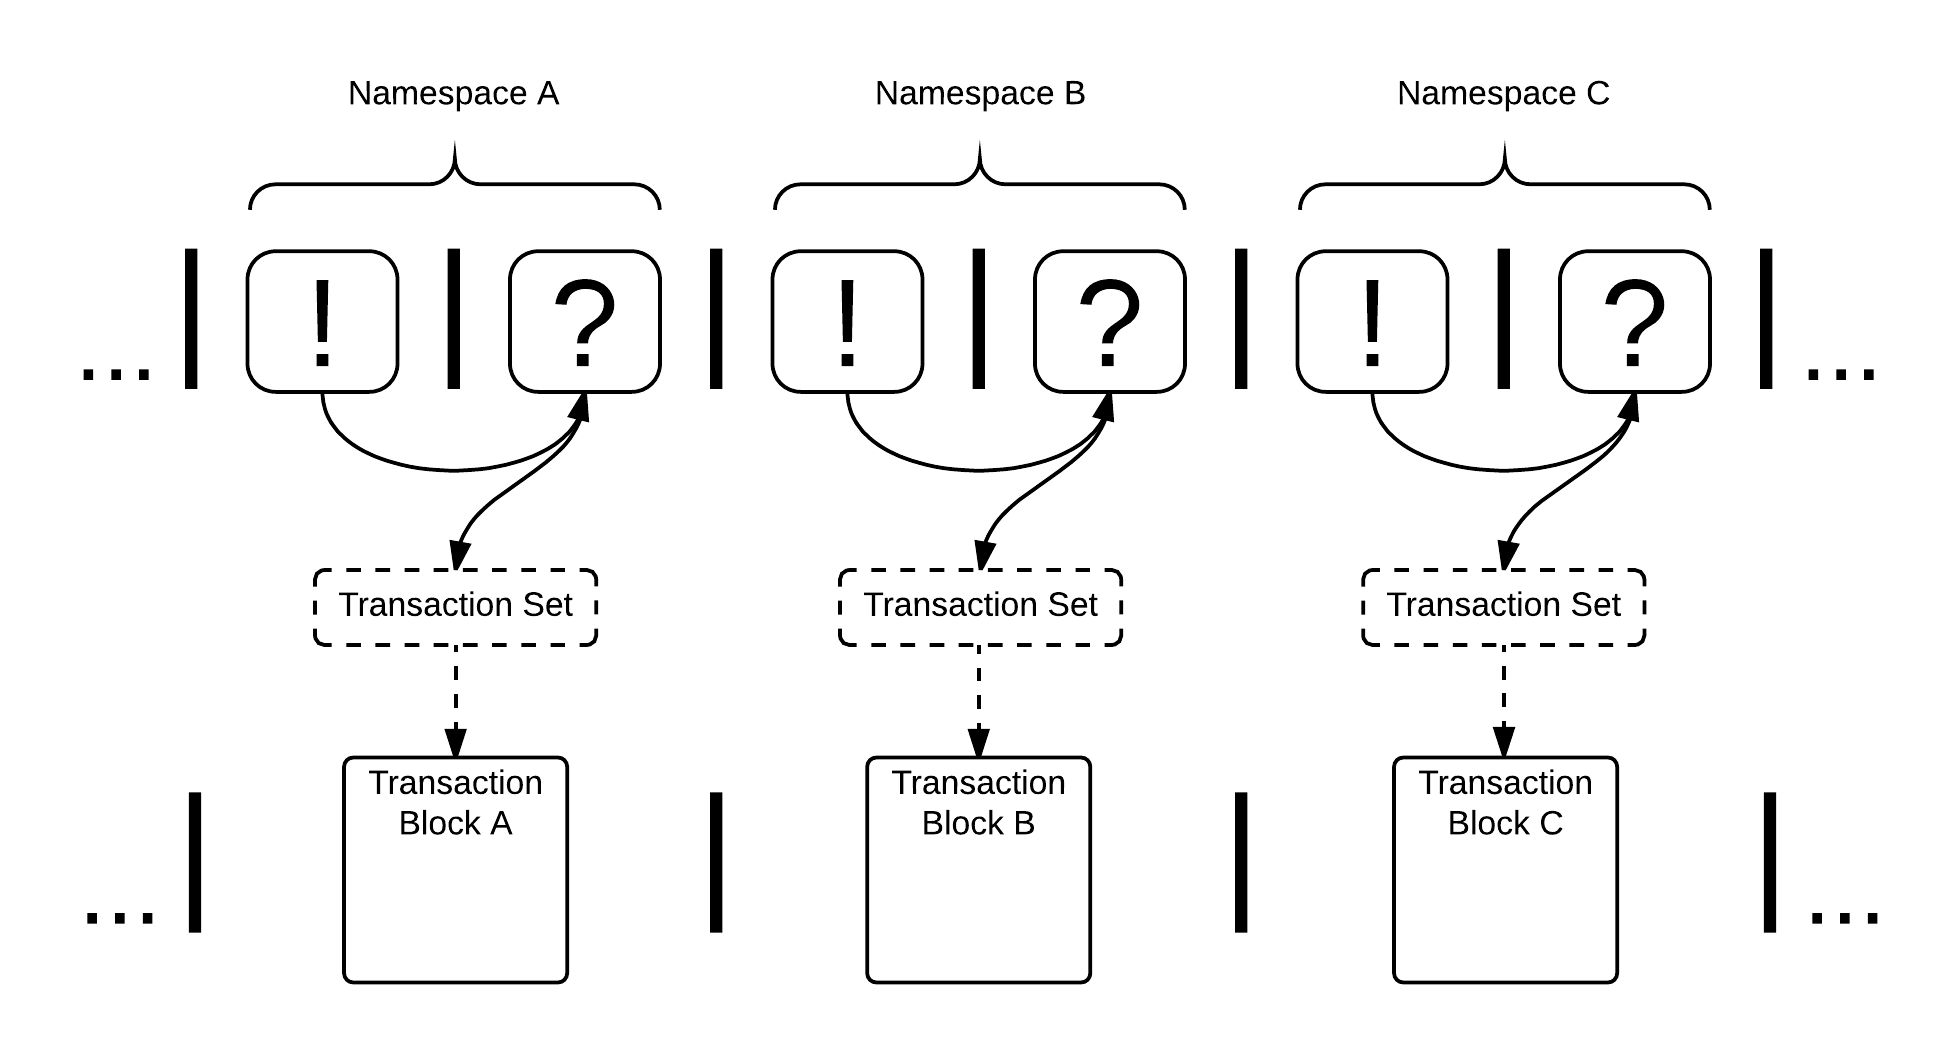 Namespace A
Namespace B
Namespace C
... | ! | ? | ! | ? | ! | ? | ...
Transaction Set
Transaction Set
Transaction Set
Transaction
Block A
Transaction
Block B
Transaction
Block C
... | | | | ...